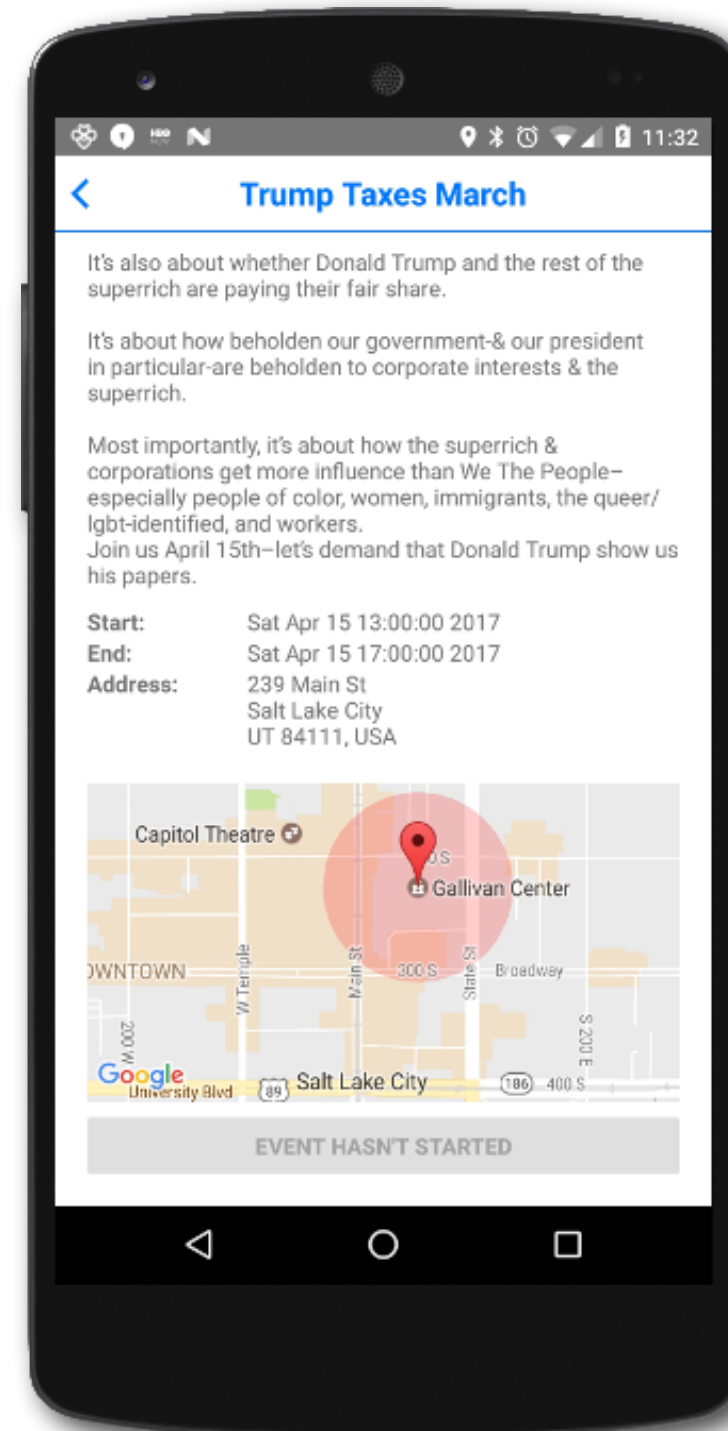 11:32
Trump Taxes March
It's also about whether Donald Trump and the rest of the
superrich are paying their fair share.
It's about how beholden our government-& our president
in particular-are beholden to corporate interests & the
superrich.
Most importantly, it's about how the superrich &
corporations get more influence than We The People–
especially people of color, women, immigrants, the queer/
lgbt-identified, and workers.
Join us April 15th–let's demand that Donald Trump show us
his papers.
Start: Sat Apr 15 13:00:00 2017
End: Sat Apr 15 17:00:00 2017
Address: 239 Main St
Salt Lake City
UT 84111, USA
Capitol Theatre
0 S
Gallivan Center
OWNTOWN
W Temple
Main St
300 S
State St
Broadway
200 W
S 200 E
Google
University Blvd
89
Salt Lake City
186
400 S
EVENT HASN'T STARTED